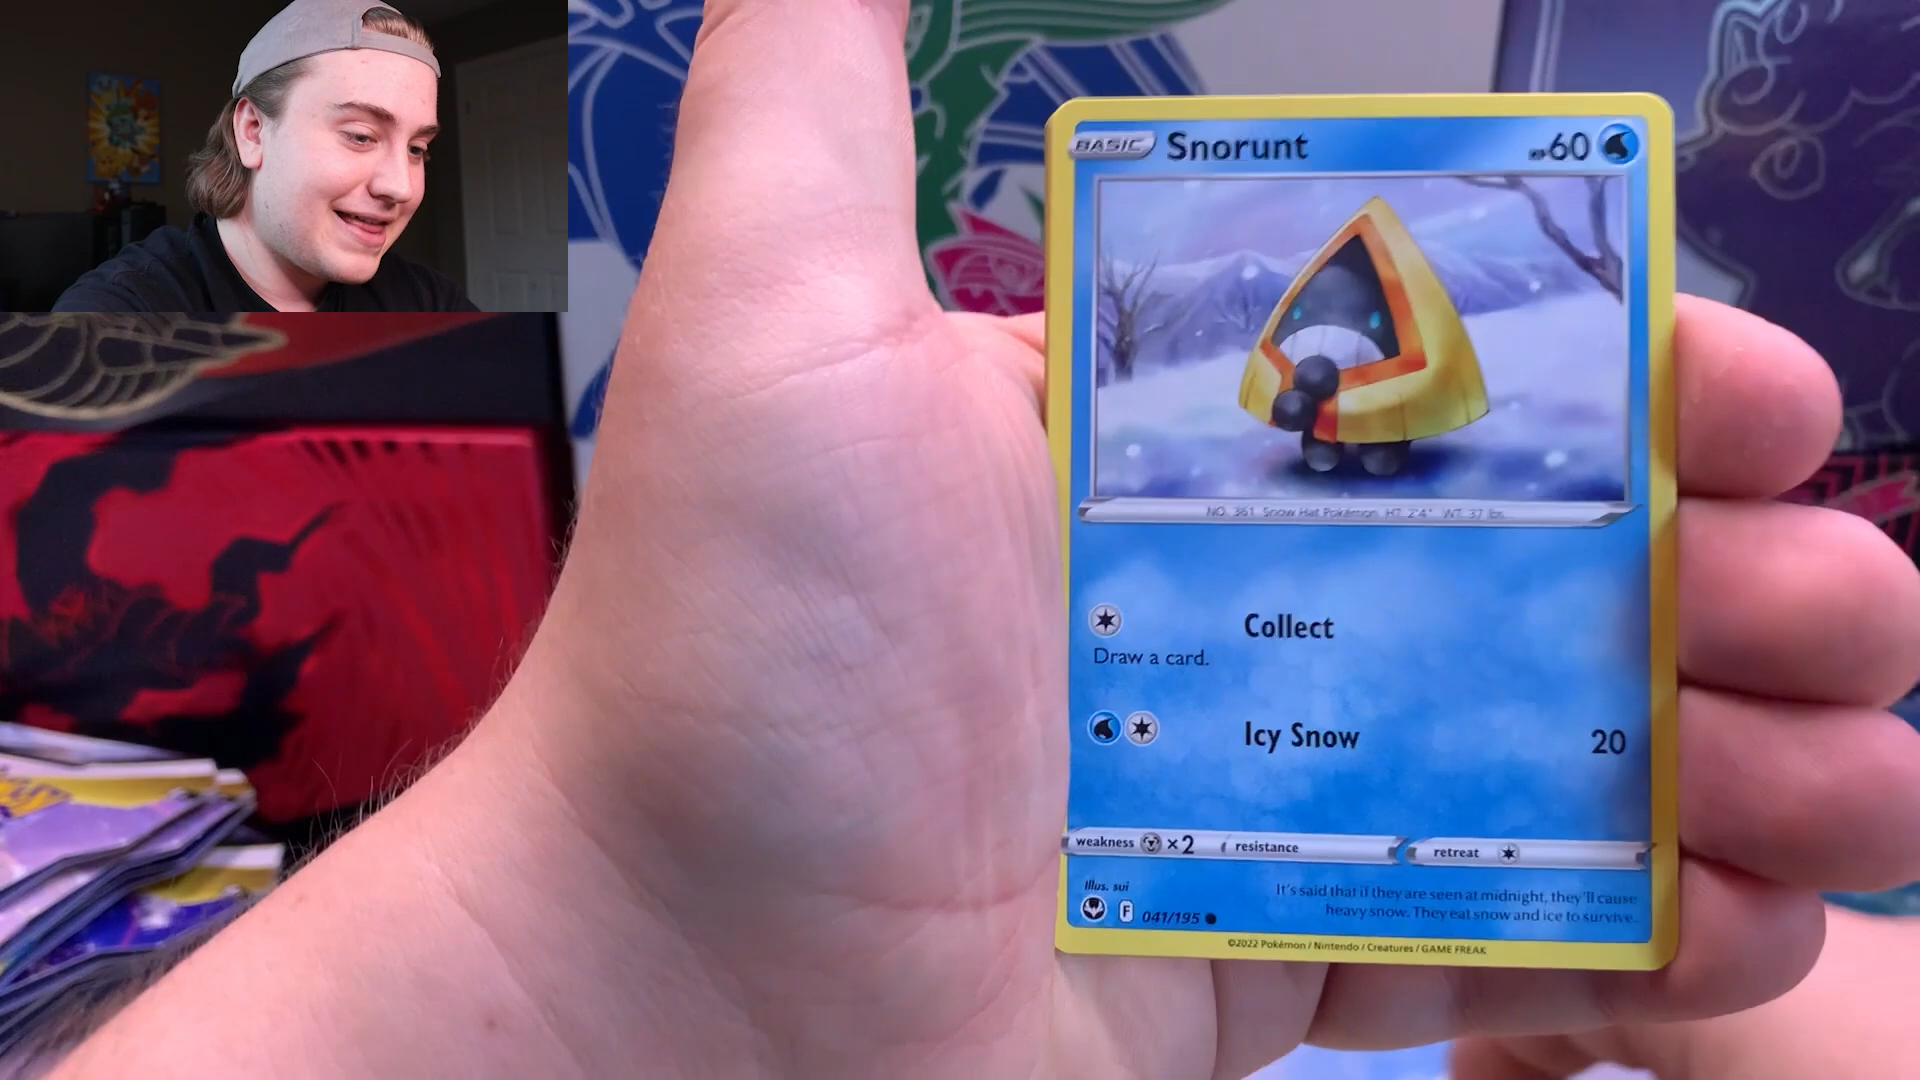 BASIC Snorunt HP 60
NO. 361 Snow Hat Pokémon HT: 2'4" WT: 37 lbs.
Collect
Draw a card.
Icy Snow 20
weakness ×2 resistance retreat
Illus. sui
It's said that if they are seen at midnight, they'll cause
heavy snow. They eat snow and ice to survive.
F 041/195
©2022 Pokémon / Nintendo / Creatures / GAME FREAK